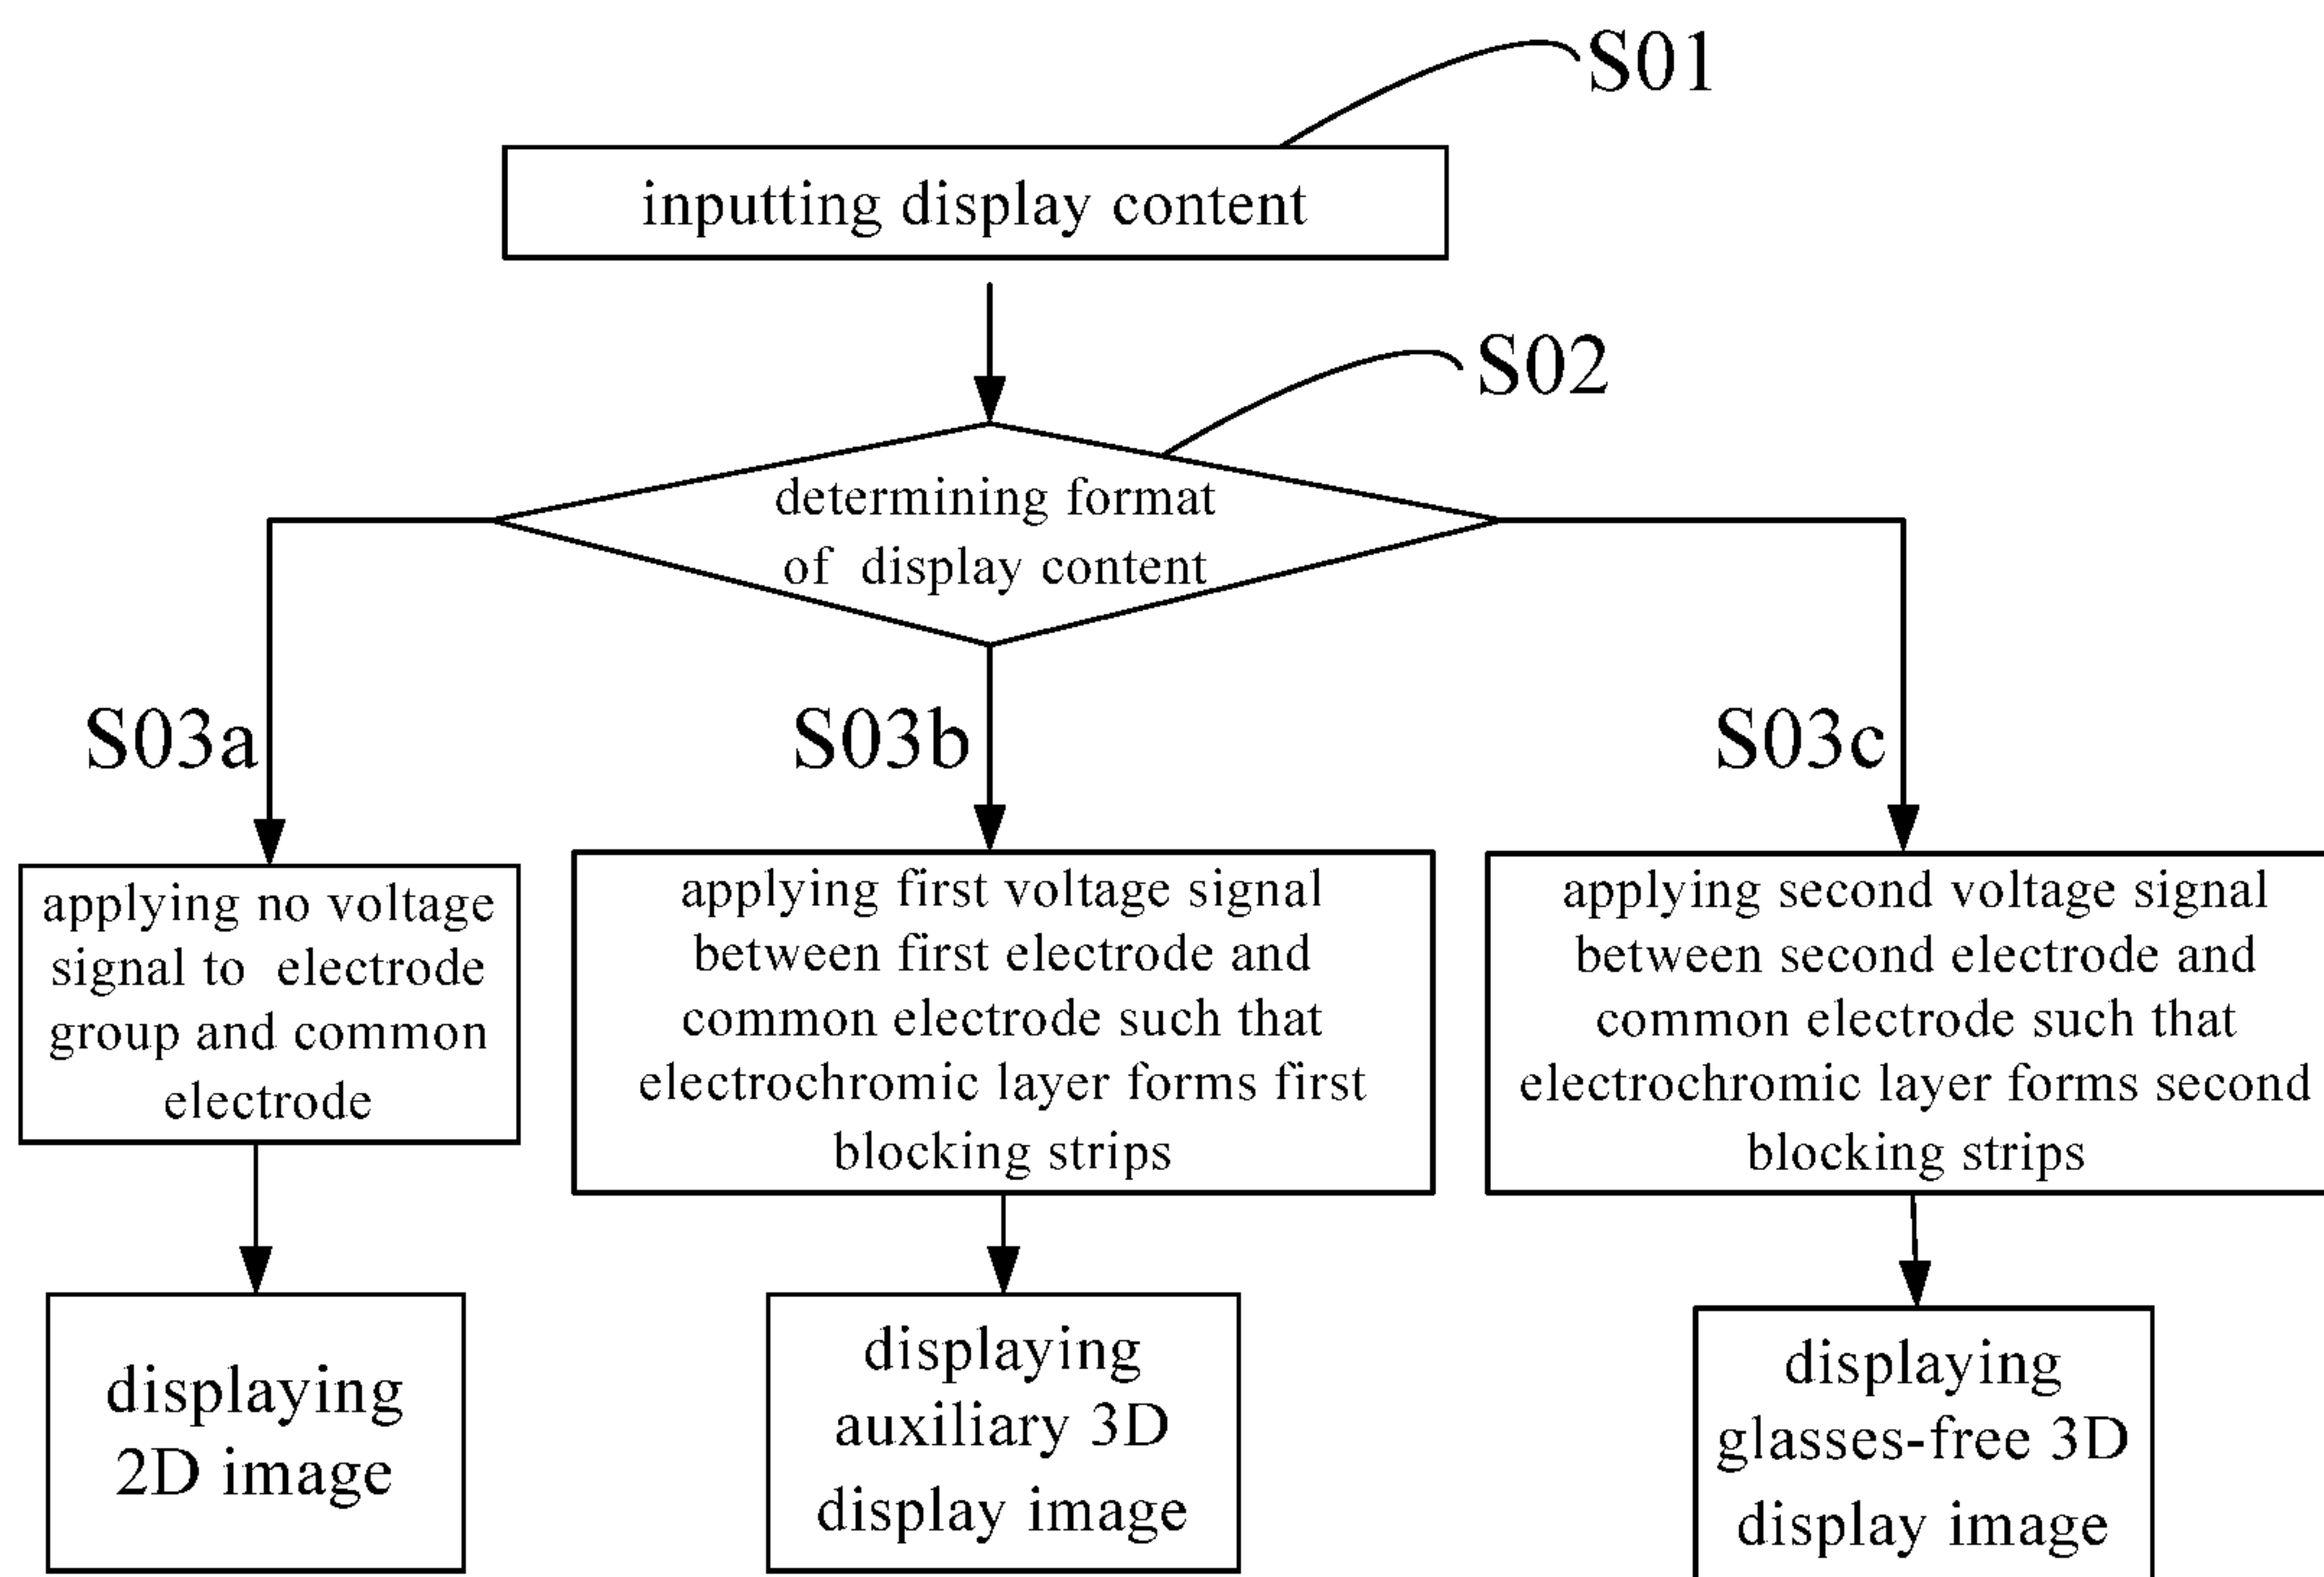 S01
inputting display content
S02
determining format
of display content
S03a
S03b
S03c
applying no voltage
signal to electrode
group and common
electrode
applying first voltage signal
between first electrode and
common electrode such that
electrochromic layer forms first
blocking strips
applying second voltage signal
between second electrode and
common electrode such that
electrochromic layer forms second
blocking strips
displaying
2D image
displaying
auxiliary 3D
display image
displaying
glasses-free 3D
display image